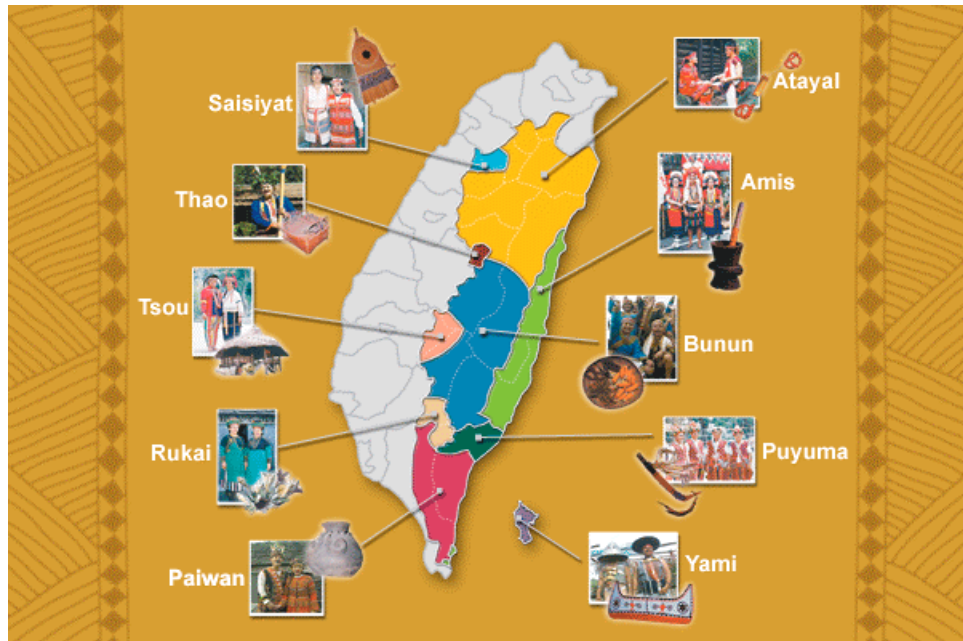 Saisiyat
Atayal
Thao
Amis
Tsou
Bunun
Rukai
Puyuma
Paiwan
Yami